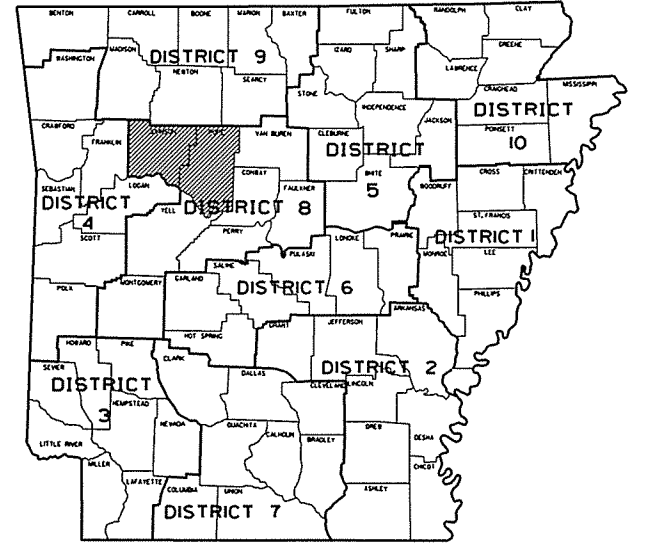 BENTON
CARROLL
BOONE
MARION
BAXTER
FULTON
RANDOLPH
CLAY
WASHINGTON
MADISON
DISTRICT 9
NEWTON
SEARCY
IZARD
SHARP
GREENE
LAWRENCE
STONE
INDEPENDENCE
CRAIGHEAD
MISSISSIPPI
DISTRICT
10
POINSETT
JACKSON
CRAWFORD
FRANKLIN
JOHNSON
POPE
VAN BUREN
CLEBURNE
DISTRICT
5
WHITE
CROSS
CRITTENDEN
WOODRUFF
CONWAY
FAULKNER
SEBASTIAN
LOGAN
DISTRICT
4
YELL
DISTRICT 8
ST. FRANCIS
SCOTT
PERRY
LONOKE
PRAIRIE
DISTRICT 1
MONROE
LEE
PULASKI
SALINE
GARLAND
DISTRICT 6
PHILLIPS
POLK
MONTGOMERY
ARKANSAS
HOT SPRING
GRANT
JEFFERSON
HOWARD
PIKE
CLARK
SEVIER
DALLAS
DISTRICT 2
CLEVELAND
LINCOLN
DISTRICT
3
HEMPSTEAD
NEVADA
OUACHITA
CALHOUN
BRADLEY
DREW
DESHA
LITTLE RIVER
MILLER
LAFAYETTE
COLUMBIA
UNION
ASHLEY
CHICOT
DISTRICT 7